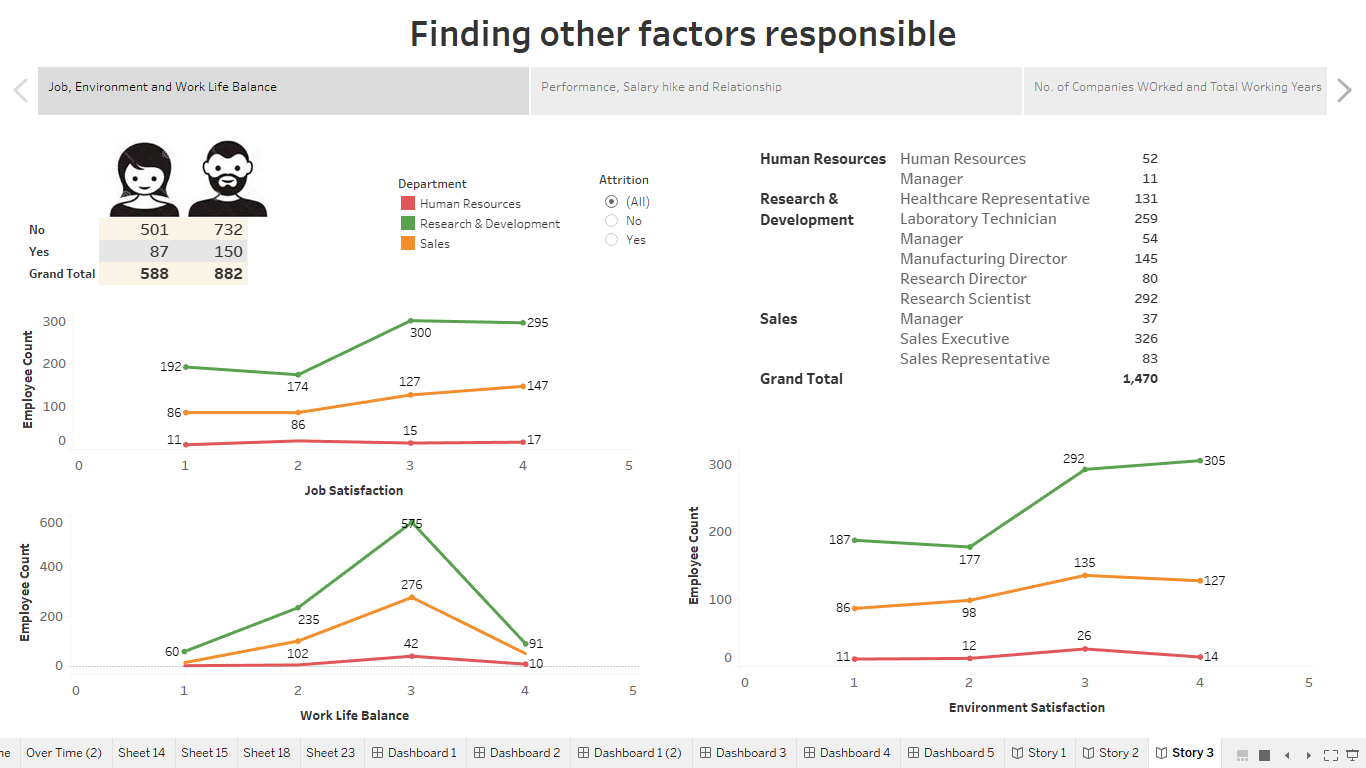 Finding other factors responsible
Job, Environment and Work Life Balance
Performance, Salary hike and Relationship
No. of Companies WOrked and Total Working Years
No 501 732
Yes 87 150
Grand Total 588 882
Department
Human Resources
Research & Development
Sales
Attrition
(All)
No
Yes
Human Resources Human Resources 52
Manager 11
Research & Healthcare Representative 131
Development Laboratory Technician 259
Manager 54
Manufacturing Director 145
Research Director 80
Research Scientist 292
Sales Manager 37
Sales Executive 326
Sales Representative 83
Grand Total 1,470
Employee Count
300
200
100
0
192 174 300 295
86 86 127 147
11 15 17
0 1 2 3 4 5
Job Satisfaction
Employee Count
600
400
200
0
60 235 575 91
102 276
42 10
0 1 2 3 4 5
Work Life Balance
Employee Count
300
200
100
0
187 177 292 305
86 98 135 127
11 12 26 14
0 1 2 3 4 5
Environment Satisfaction
ne Over Time (2) Sheet 14 Sheet 15 Sheet 18 Sheet 23 Dashboard 1 Dashboard 2 Dashboard 1 (2) Dashboard 3 Dashboard 4 Dashboard 5 Story 1 Story 2 Story 3